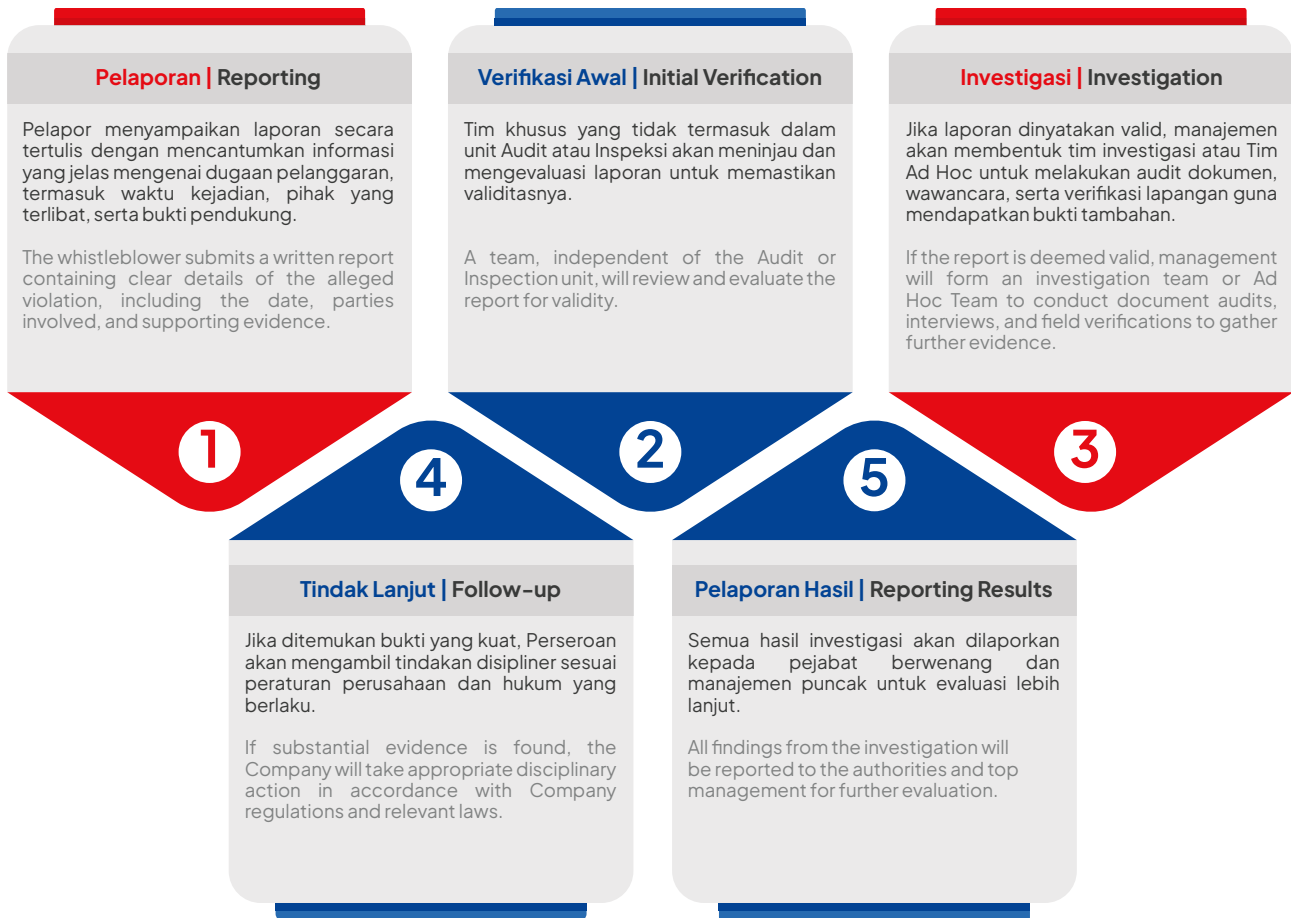 Pelaporan | Reporting
Pelapor menyampaikan laporan secara
tertulis dengan mencantumkan informasi
yang jelas mengenai dugaan pelanggaran,
termasuk waktu kejadian, pihak yang
terlibat, serta bukti pendukung.
The whistleblower submits a written report
containing clear details of the alleged
violation, including the date, parties
involved, and supporting evidence.
1
Verifikasi Awal | Initial Verification
Tim khusus yang tidak termasuk dalam
unit Audit atau Inspeksi akan meninjau dan
mengevaluasi laporan untuk memastikan
validitasnya.
A team, independent of the Audit or
Inspection unit, will review and evaluate the
report for validity.
2
Investigasi | Investigation
Jika laporan dinyatakan valid, manajemen
akan membentuk tim investigasi atau Tim
Ad Hoc untuk melakukan audit dokumen,
wawancara, serta verifikasi lapangan guna
mendapatkan bukti tambahan.
If the report is deemed valid, management
will form an investigation team or Ad
Hoc Team to conduct document audits,
interviews, and field verifications to gather
further evidence.
3
4
Tindak Lanjut | Follow-up
Jika ditemukan bukti yang kuat, Perseroan
akan mengambil tindakan disipliner sesuai
peraturan perusahaan dan hukum yang
berlaku.
If substantial evidence is found, the
Company will take appropriate disciplinary
action in accordance with Company
regulations and relevant laws.
5
Pelaporan Hasil | Reporting Results
Semua hasil investigasi akan dilaporkan
kepada pejabat berwenang dan
manajemen puncak untuk evaluasi lebih
lanjut.
All findings from the investigation will
be reported to the authorities and top
management for further evaluation.